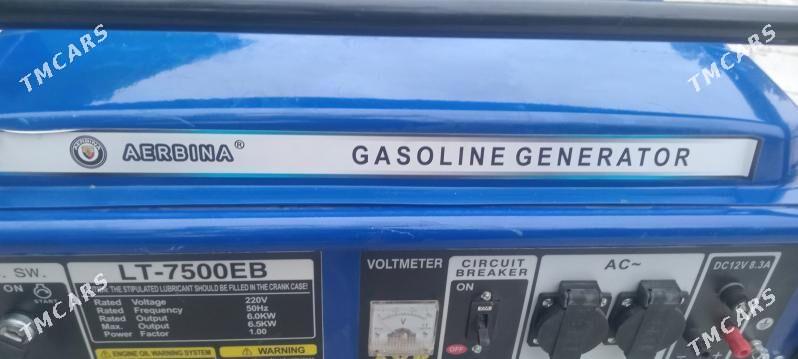 TMCARS
TMCARS
AERBINA®
GASOLINE GENERATOR
. SW.
ON
LT-7500EB
THE STIPULATED LUBRICANT SHOULD BE FILLED IN THE CRANK CASE!
Rated Voltage 220V
Rated Frequency 50Hz
Rated Output 6.0KW
Max. Output 6.5KW
Power Factor 1.00
ENGINE OIL WARNING SYSTEM
WARNING
VOLTMETER
CIRCUIT BREAKER
ON
OFF
AC~
DC12V 8.3A
TMCARS
TMCARS